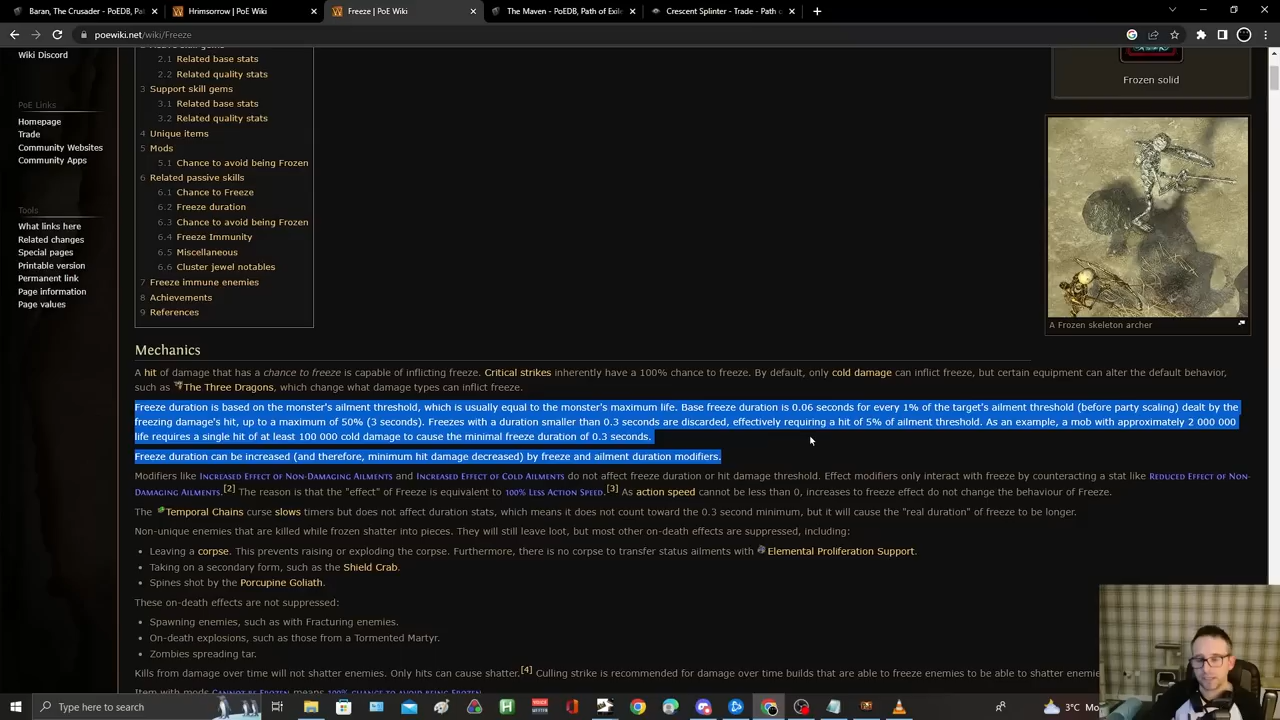 Baran, The Crusader - PoEDB, Pa
Hrimsorrow | PoE Wiki
Freeze | PoE Wiki
The Maven - PoEDB, Path of Exile
Crescent Splinter - Trade - Path o
poewiki.net/wiki/Freeze
Wiki Discord
PoE Links
Homepage
Trade
Community Websites
Community Apps
Tools
What links here
Related changes
Special pages
Printable version
Permanent link
Page information
Page values
2.1 Related base stats
2.2 Related quality stats
3 Support skill gems
3.1 Related base stats
3.2 Related quality stats
4 Unique items
5 Mods
5.1 Chance to avoid being Frozen
6 Related passive skills
6.1 Chance to Freeze
6.2 Freeze duration
6.3 Chance to avoid being Frozen
6.4 Freeze Immunity
6.5 Miscellaneous
6.6 Cluster jewel notables
7 Freeze immune enemies
8 Achievements
9 References
Frozen solid
A Frozen skeleton archer
Mechanics
A hit of damage that has a chance to freeze is capable of inflicting freeze. Critical strikes inherently have a 100% chance to freeze. By default, only cold damage can inflict freeze, but certain equipment can alter the default behavior,
such as The Three Dragons, which change what damage types can inflict freeze.
Freeze duration is based on the monster's ailment threshold, which is usually equal to the monster's maximum life. Base freeze duration is 0.06 seconds for every 1% of the target's ailment threshold (before party scaling) dealt by the
freezing damage's hit, up to a maximum of 50% (3 seconds). Freezes with a duration smaller than 0.3 seconds are discarded, effectively requiring a hit of 5% of ailment threshold. As an example, a mob with approximately 2 000 000
life requires a single hit of at least 100 000 cold damage to cause the minimal freeze duration of 0.3 seconds.
Freeze duration can be increased (and therefore, minimum hit damage decreased) by freeze and ailment duration modifiers.
Modifiers like Increased Effect of Non-Damaging Ailments and Increased Effect of Cold Ailments do not affect freeze duration or hit damage threshold. Effect modifiers only interact with freeze by counteracting a stat like Reduced Effect of Non-
Damaging Ailments.[2] The reason is that the "effect" of Freeze is equivalent to 100% Less Action Speed.[3] As action speed cannot be less than 0, increases to freeze effect do not change the behaviour of Freeze.
The Temporal Chains curse slows timers but does not affect duration stats, which means it does not count toward the 0.3 second minimum, but it will cause the "real duration" of freeze to be longer.
Non-unique enemies that are killed while frozen shatter into pieces. They will still leave loot, but most other on-death effects are suppressed, including:
• Leaving a corpse. This prevents raising or exploding the corpse. Furthermore, there is no corpse to transfer status ailments with Elemental Proliferation Support.
• Taking on a secondary form, such as the Shield Crab.
• Spines shot by the Porcupine Goliath.
These on-death effects are not suppressed:
• Spawning enemies, such as with Fracturing enemies.
• On-death explosions, such as those from a Tormented Martyr.
• Zombies spreading tar.
Kills from damage over time will not shatter enemies. Only hits can cause shatter.[4] Culling strike is recommended for damage over time builds that are able to freeze enemies to be able to shatter enemies
Item with mods Cannot be Frozen means 100% chance to avoid being Frozen
Type here to search
3°C